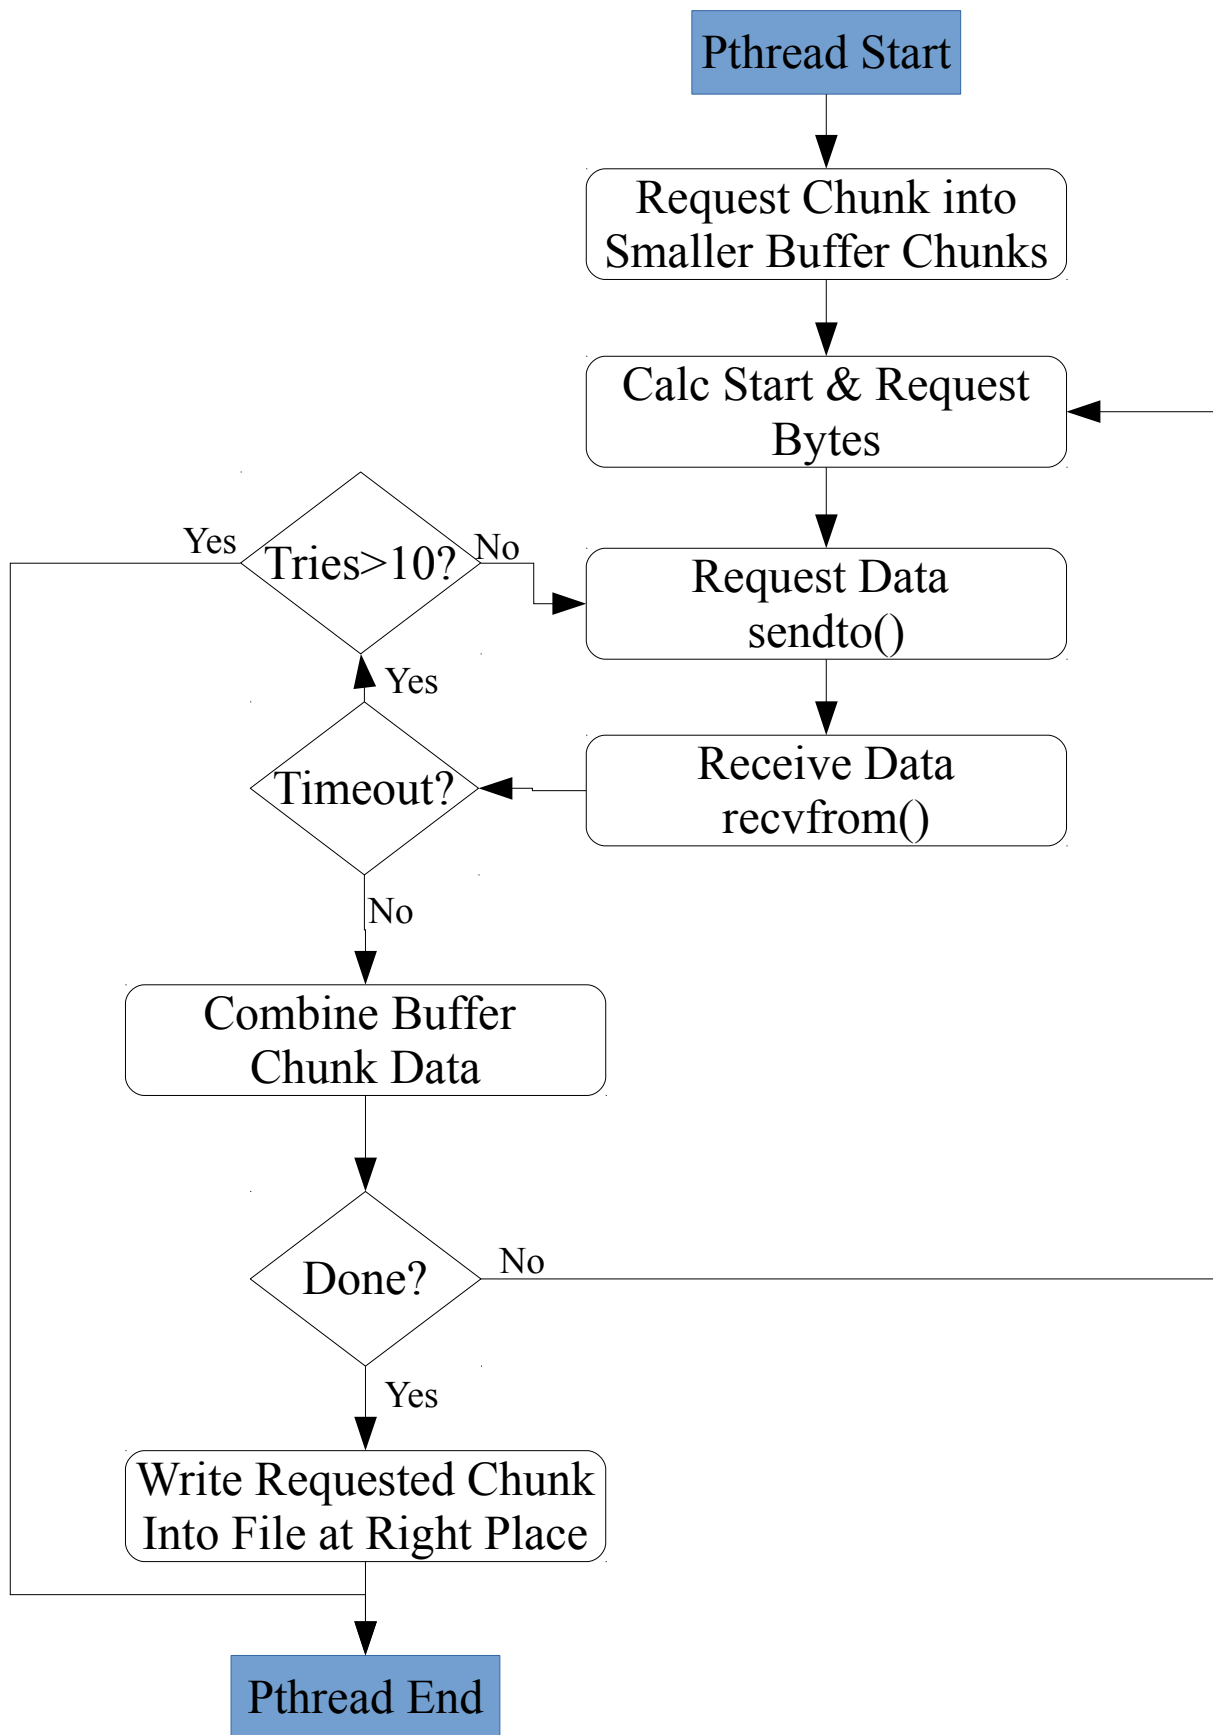 Pthread Start
Request Chunk into
Smaller Buffer Chunks
Calc Start & Request
Bytes
Yes
Tries>10?
No
Request Data
sendto()
Yes
Timeout?
Receive Data
recvfrom()
No
Combine Buffer
Chunk Data
Done?
No
Yes
Write Requested Chunk
Into File at Right Place
Pthread End